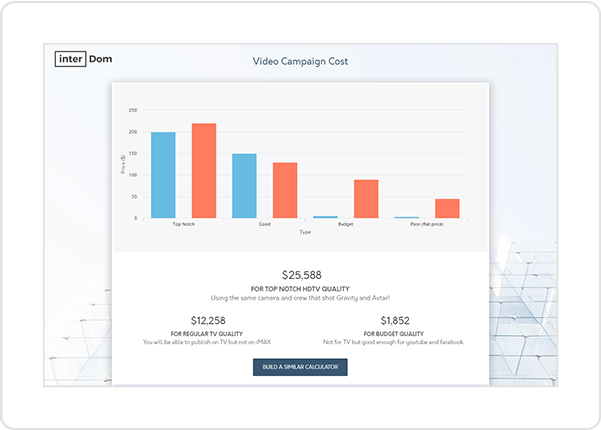 inter Dom
Video Campaign Cost
250
200
150
100
50
0
Price ($)
Top Notch Good Budget Poor (flat price)
Type
$25,588
FOR TOP NOTCH HDTV QUALITY
Using the same camera and crew that shot Gravity and Avtar!
$12,258 $1,852
FOR REGULAR TV QUALITY FOR BUDGET QUALITY
You will be able to publish on TV but not on iMAX Not for TV but good enough for youtube and facebook.
BUILD A SIMILAR CALCULATOR